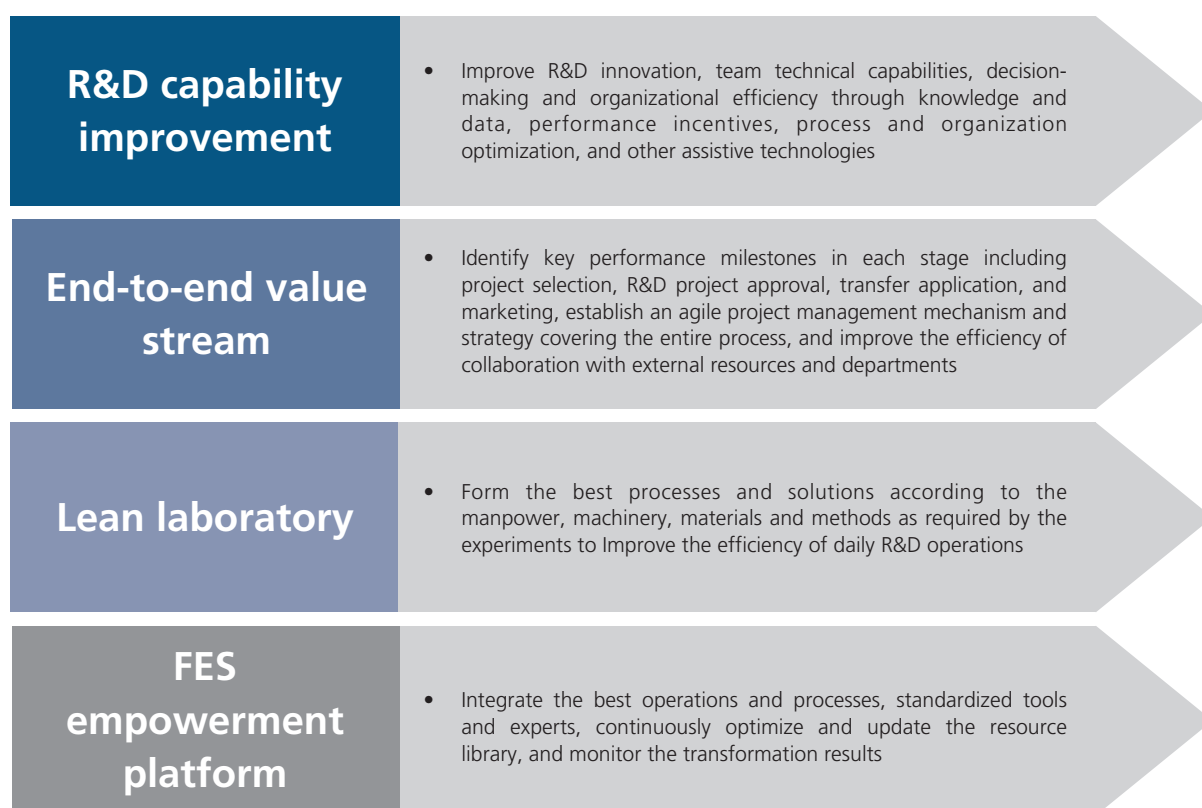 R&D capability
improvement
• Improve R&D innovation, team technical capabilities, decision-
making and organizational efficiency through knowledge and
data, performance incentives, process and organization
optimization, and other assistive technologies
End-to-end value
stream
• Identify key performance milestones in each stage including
project selection, R&D project approval, transfer application, and
marketing, establish an agile project management mechanism and
strategy covering the entire process, and improve the efficiency of
collaboration with external resources and departments
Lean laboratory
• Form the best processes and solutions according to the
manpower, machinery, materials and methods as required by the
experiments to Improve the efficiency of daily R&D operations
FES
empowerment
platform
• Integrate the best operations and processes, standardized tools
and experts, continuously optimize and update the resource
library, and monitor the transformation results